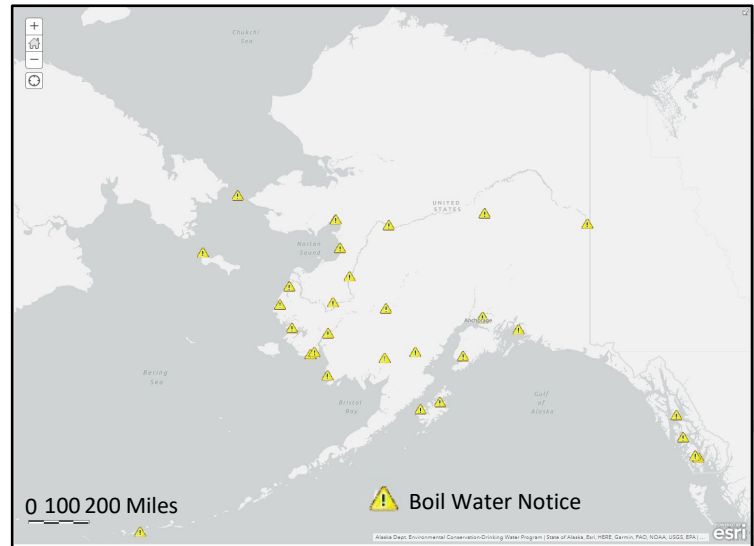 +
−
Chukchi
Sea
UNITED
STATES
Norton
Sound
Anchorage
Bering
Sea
Bristol
Bay
Gulf
of
Alaska
0 100 200 Miles
Boil Water Notice
Alaska Dept. Environmental Conservation-Drinking Water Program | State of Alaska, Esri, HERE, Garmin, FAO, NOAA, USGS, EPA | ...
POWERED BY
esri